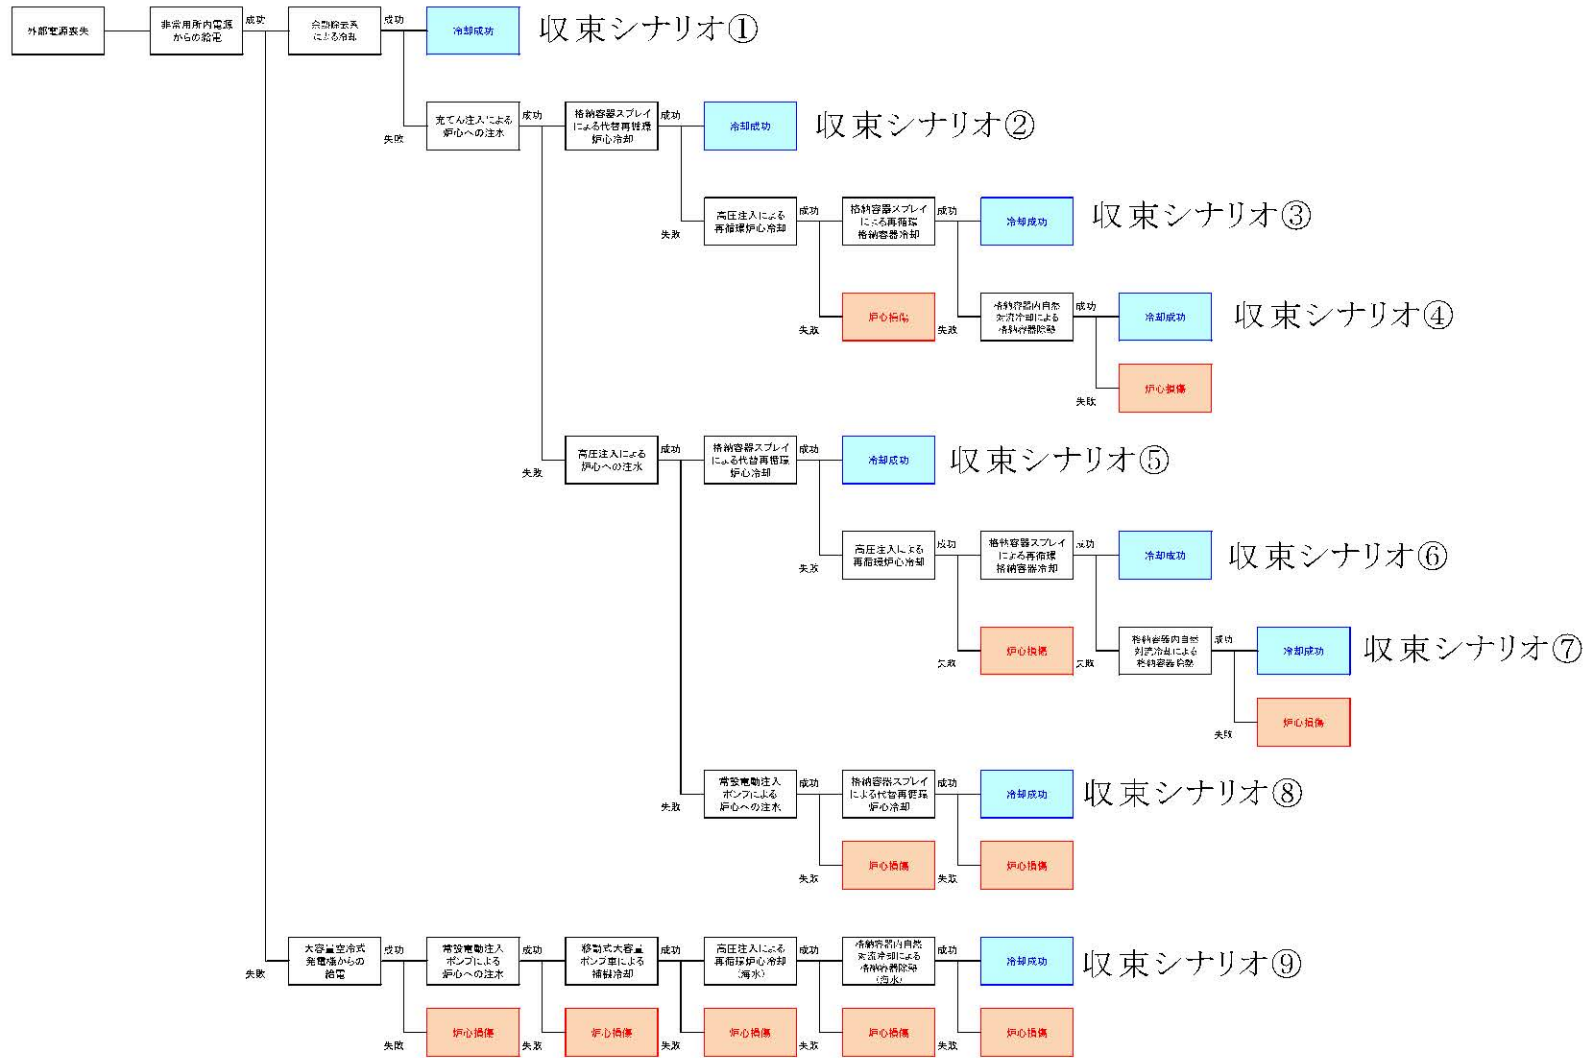 外部電源喪失
非常用所内電源
からの給電
成功
余熱除去系
による冷却
成功
冷却成功
収束シナリオ①
失敗
充てん注入による
炉心への注水
成功
格納容器スプレイ
による代替再循環
炉心冷却
成功
冷却成功
収束シナリオ②
失敗
高圧注入による
再循環炉心冷却
成功
格納容器スプレイ
による再循環
格納容器冷却
成功
冷却成功
収束シナリオ③
失敗
炉心損傷
失敗
格納容器内自然
対流冷却による
格納容器除熱
成功
冷却成功
収束シナリオ④
失敗
炉心損傷
失敗
高圧注入による
炉心への注水
成功
格納容器スプレイ
による代替再循環
炉心冷却
成功
冷却成功
収束シナリオ⑤
失敗
高圧注入による
再循環炉心冷却
成功
格納容器スプレイ
による再循環
格納容器冷却
成功
冷却成功
収束シナリオ⑥
失敗
炉心損傷
失敗
格納容器内自然
対流冷却による
格納容器除熱
成功
冷却成功
収束シナリオ⑦
失敗
炉心損傷
失敗
常設電動注入
ポンプによる
炉心への注水
成功
格納容器スプレイ
による代替再循環
炉心冷却
成功
冷却成功
収束シナリオ⑧
失敗
炉心損傷
失敗
炉心損傷
失敗
大容量空冷式
発電機からの
給電
成功
常設電動注入
ポンプによる
炉心への注水
成功
移動式大容量
ポンプ車による
補機冷却
成功
高圧注入による
再循環炉心冷却
(海水)
成功
格納容器内自然
対流冷却による
格納容器除熱
(海水)
成功
冷却成功
収束シナリオ⑨
失敗
炉心損傷
失敗
炉心損傷
失敗
炉心損傷
失敗
炉心損傷
失敗
炉心損傷